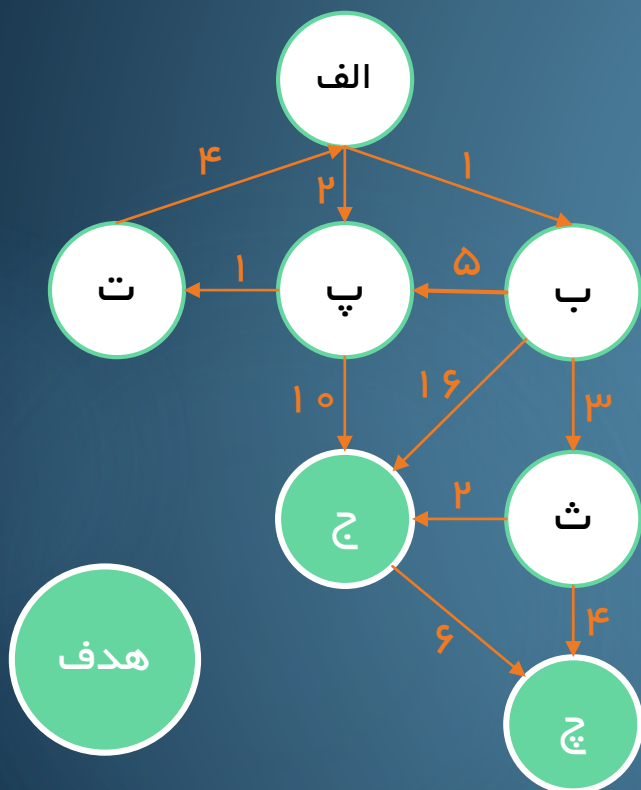 الف
۴
۲
۱
ت
۱
پ
۵
ب
۱۰
۱۶
۳
ج
۲
ث
هدف
۶
۴
چ